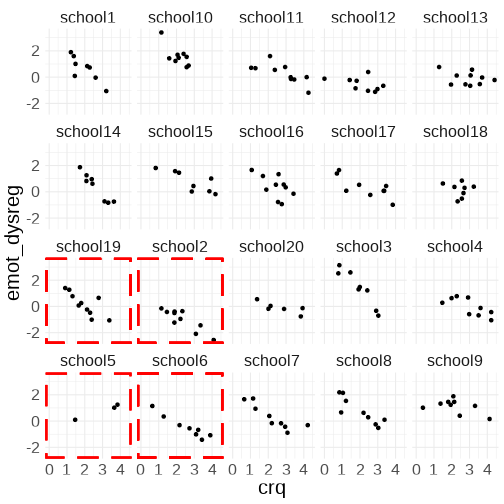 school1 school10 school11 school12 school13
2
0
-2
school14 school15 school16 school17 school18
2
0
-2
school19 school2 school20 school3 school4
2
0
-2
school5 school6 school7 school8 school9
2
0
-2
0 1 2 3 4 0 1 2 3 4 0 1 2 3 4 0 1 2 3 4 0 1 2 3 4
crq
emot_dysreg